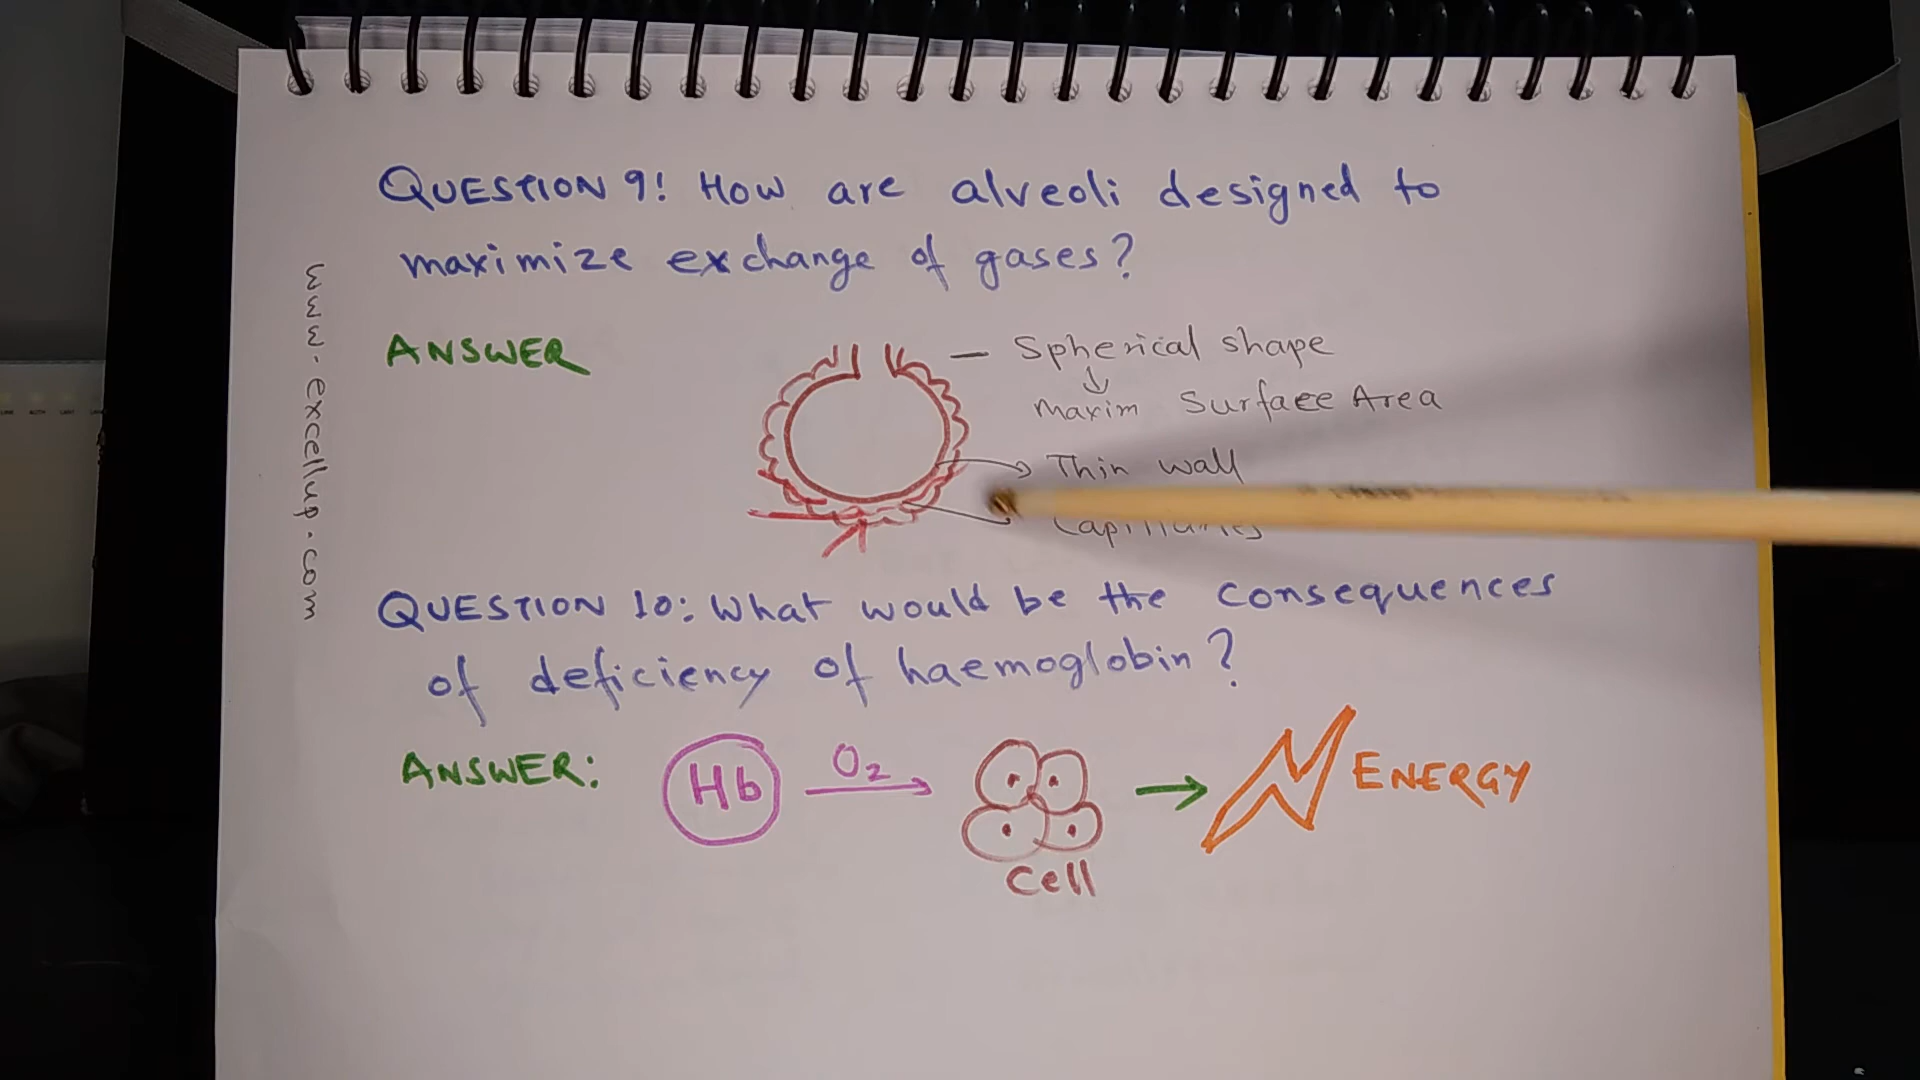 QUESTION 9! How are alveoli designed to
maximize exchange of gases?
ANSWER
— Spherical shape
↓
Maxim Surface Area
→ Thin wall
Capillaries
QUESTION 10: What would be the consequences
of deficiency of haemoglobin?
ANSWER: Hb O2 → → ENERGY
Cell
www.excellup.com